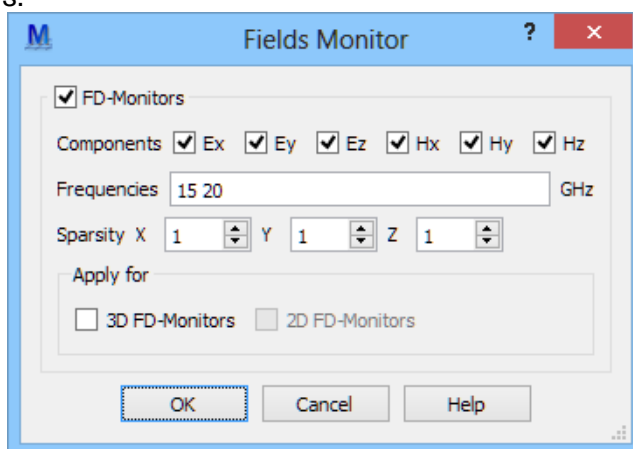 s.
M Fields Monitor ? ×
FD-Monitors
Components Ex Ey Ez Hx Hy Hz
Frequencies 15 20 GHz
Sparsity X 1 Y 1 Z 1
Apply for
3D FD-Monitors 2D FD-Monitors
OK Cancel Help